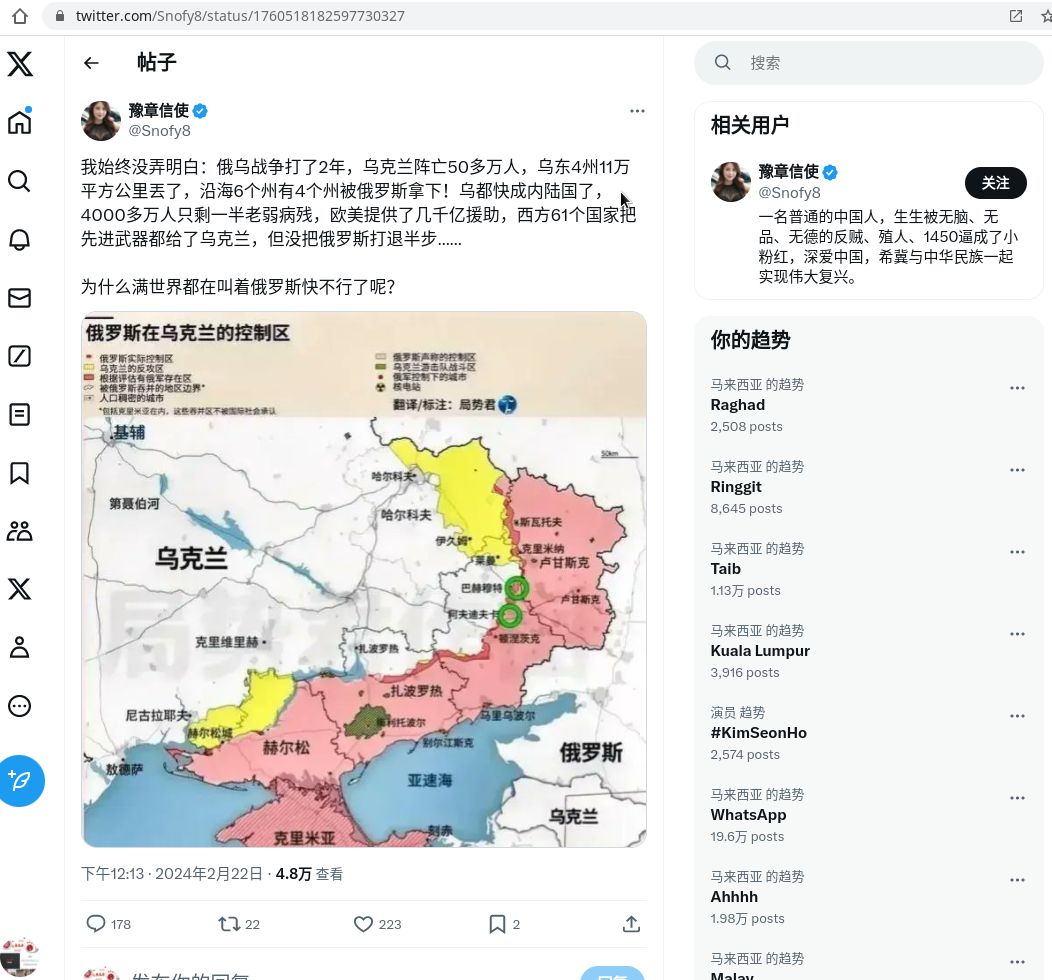 twitter.com/Snofy8/status/1760518182597730327
帖子
豫章信使
@Snofy8
我始终没弄明白：俄乌战争打了2年，乌克兰阵亡50多万人，乌东4州11万
平方公里丢了，沿海6个州有4个州被俄罗斯拿下！乌都快成内陆国了，
4000多万人只剩一半老弱病残，欧美提供了几千亿援助，西方61个国家把
先进武器都给了乌克兰，但没把俄罗斯打退半步......
为什么满世界都在叫着俄罗斯快不行了呢？
俄罗斯在乌克兰的控制区
俄罗斯实际控制区
乌克兰的反攻区
根据评估有俄军存在区
被俄罗斯吞并的地区边界*
人口稠密的城市
*包括克里米亚在内，这些吞并区不被国际社会承认
俄罗斯声称的控制区
乌克兰游击队战斗区
俄军控制下的城市
核电站
翻译/标注：局势君
基辅
50km
哈尔科夫
第聂伯河
哈尔科夫
斯瓦托夫
伊久姆
克里米纳
乌克兰
莱曼
卢甘斯克
巴赫穆特
卢甘斯克
阿夫迪夫卡
顿涅茨克
克里维里赫
扎波罗热
扎波罗热
尼古拉耶夫
马里乌波尔
梅利托波尔
赫尔松城
别尔江斯克
赫尔松
俄罗斯
敖德萨
亚速海
乌克兰
克里米亚
刻赤
下午12:13 · 2024年2月22日 · 4.8万 查看
178
22
223
2
发布你的回复
回复
搜索
相关用户
豫章信使
@Snofy8
关注
一名普通的中国人，生生被无脑、无
品、无德的反贼、殖人、1450逼成了小
粉红，深爱中国，希冀与中华民族一起
实现伟大复兴。
你的趋势
马来西亚 的趋势
Raghad
2,508 posts
马来西亚 的趋势
Ringgit
8,645 posts
马来西亚 的趋势
Taib
1.13万 posts
马来西亚 的趋势
Kuala Lumpur
3,916 posts
演员 趋势
#KimSeonHo
2,574 posts
马来西亚 的趋势
WhatsApp
19.6万 posts
马来西亚 的趋势
Ahhhh
1.98万 posts
马来西亚 的趋势
Malay